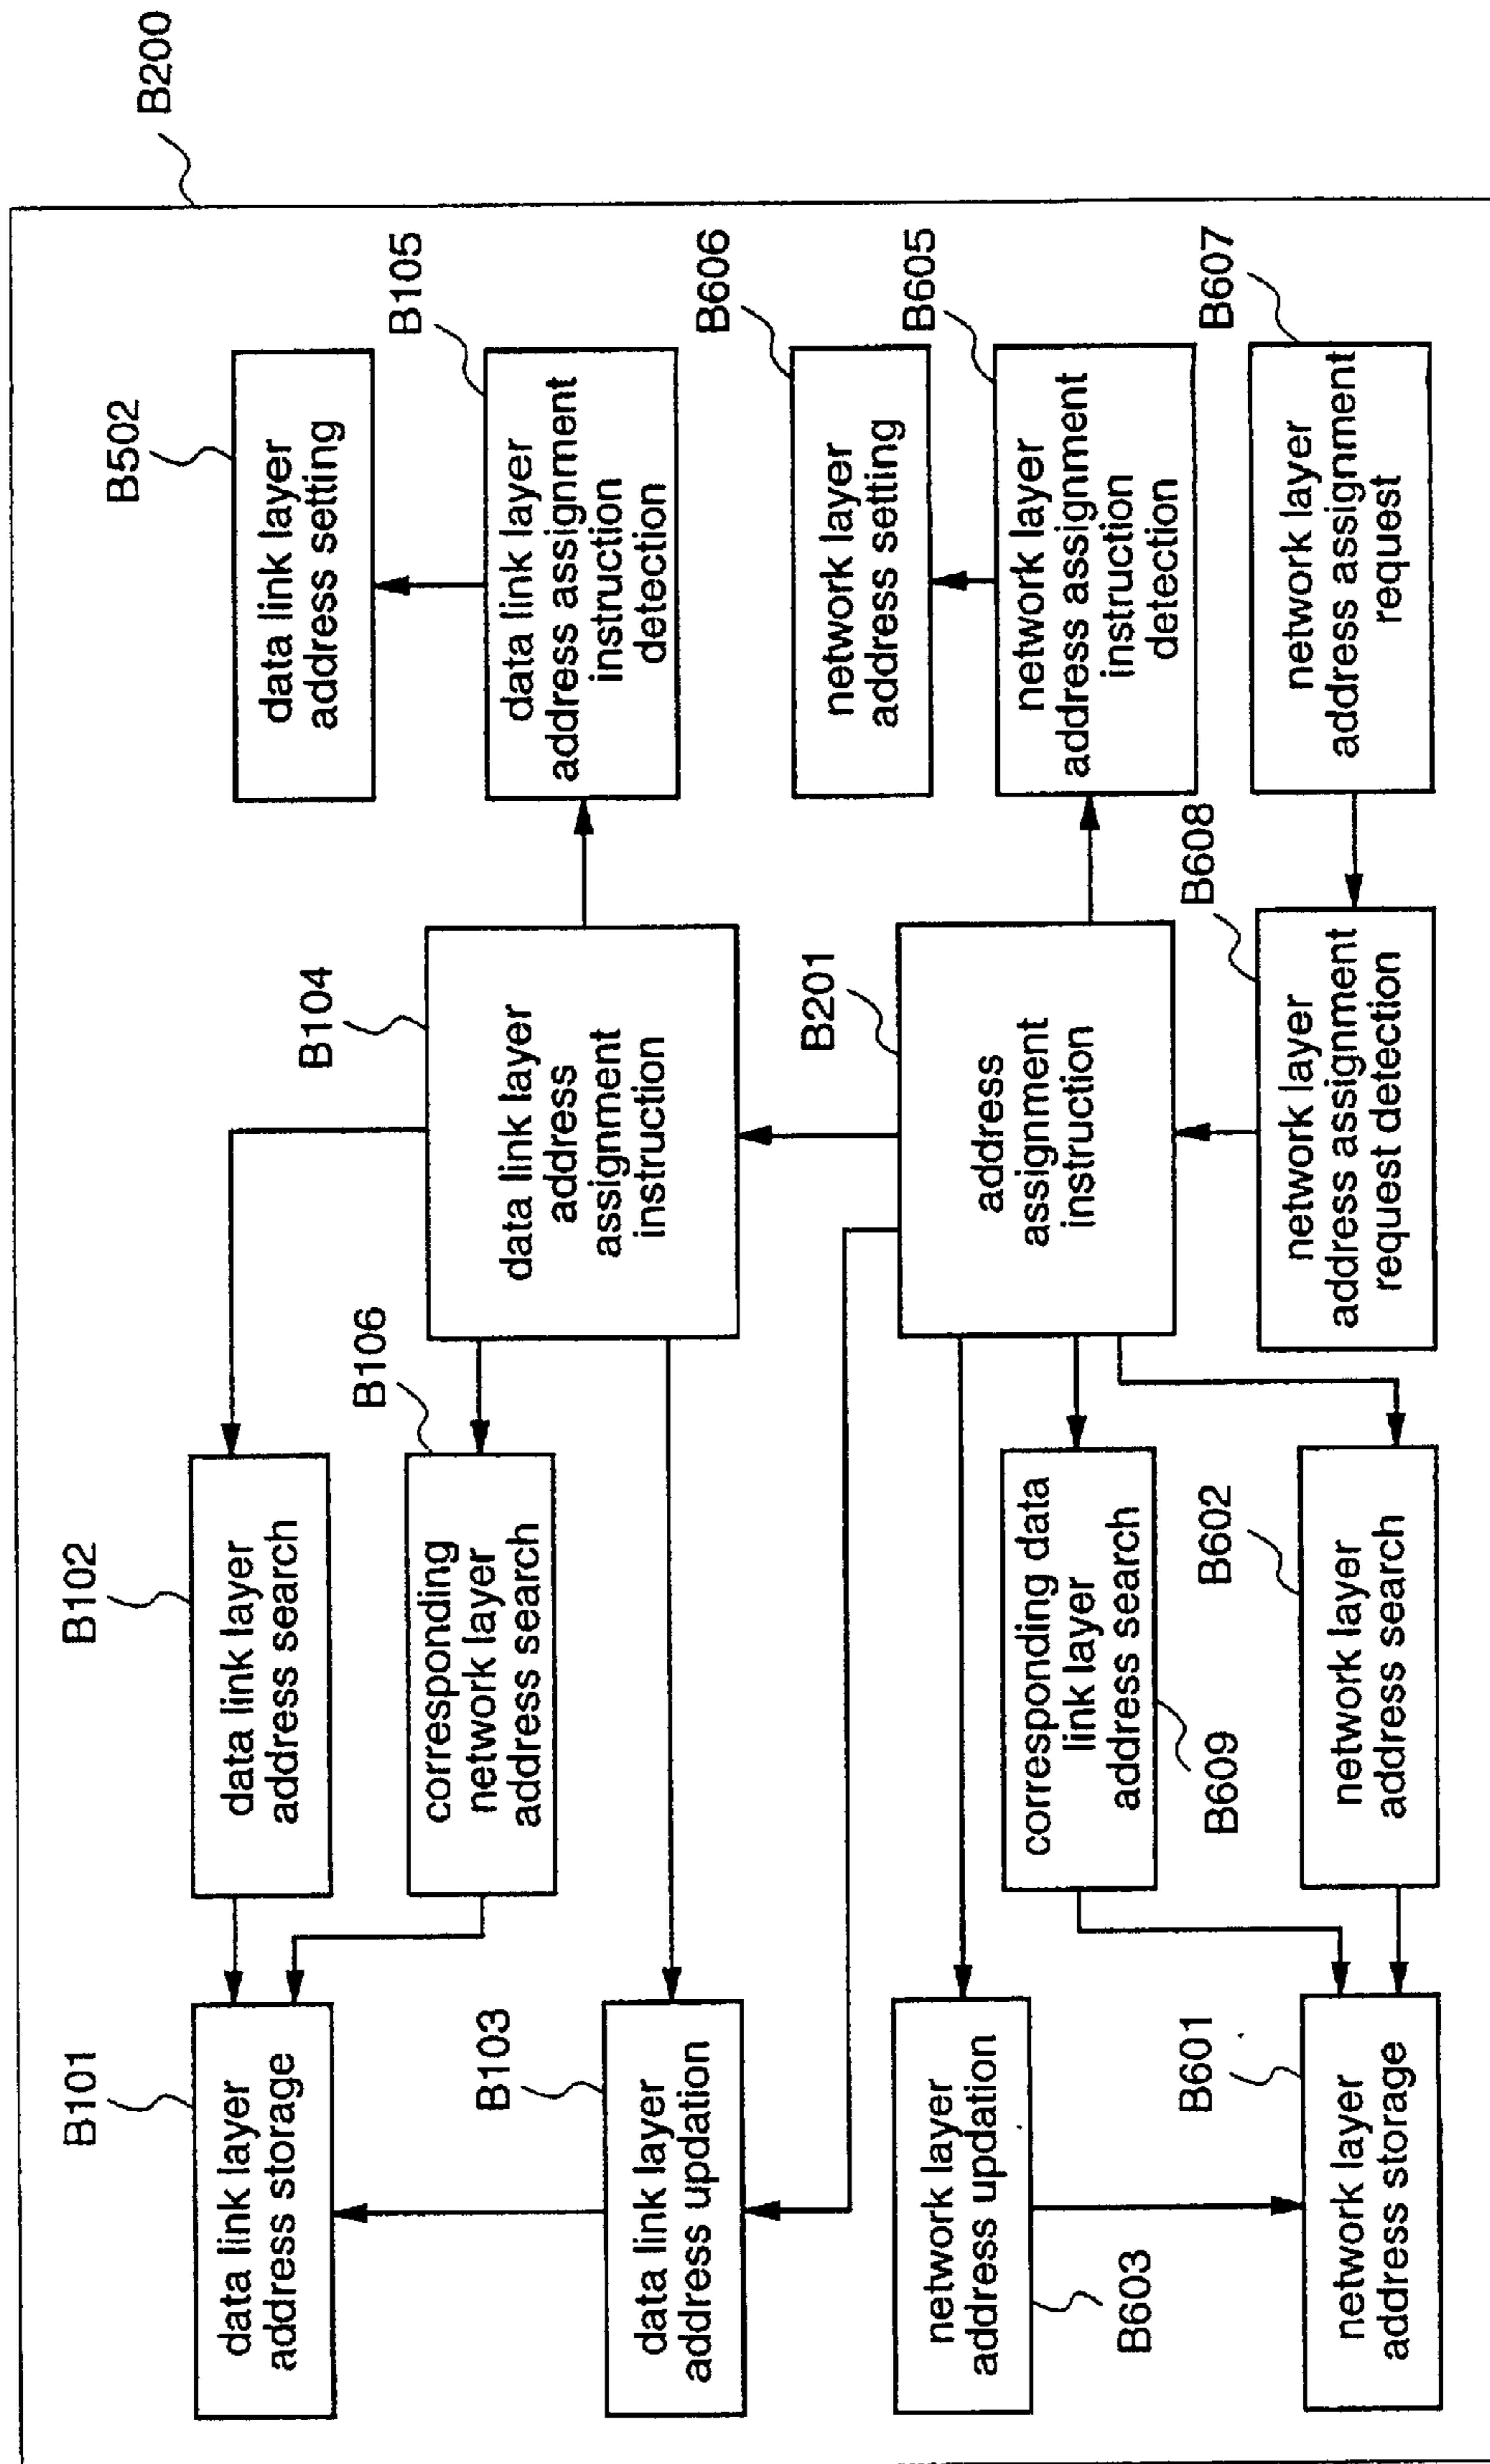 B200
B101
data link layer
address storage
B102
data link layer
address search
B502
data link layer
address setting
B106
corresponding
network layer
address search
B104
data link layer
address
assignment
instruction
B105
data link layer
address assignment
instruction
detection
B103
data link layer
address updation
B606
network layer
address setting
network layer
address updation
B603
corresponding data
link layer
address search
B609
B201
address
assignment
instruction
B605
network layer
address assignment
instruction
detection
B601
network layer
address storage
B602
network layer
address search
B608
network layer
address assignment
request detection
B607
network layer
address assignment
request